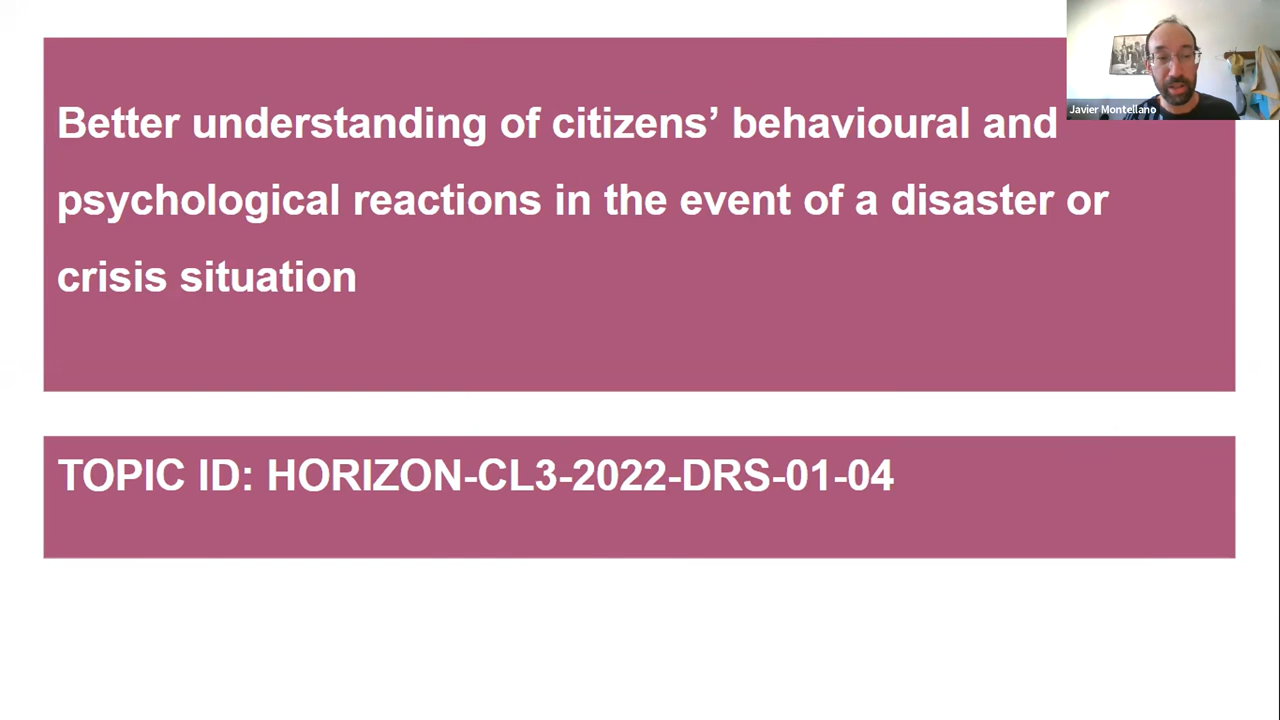 Better understanding of citizens’ behavioural and
psychological reactions in the event of a disaster or
crisis situation
TOPIC ID: HORIZON-CL3-2022-DRS-01-04
Javier Montellano